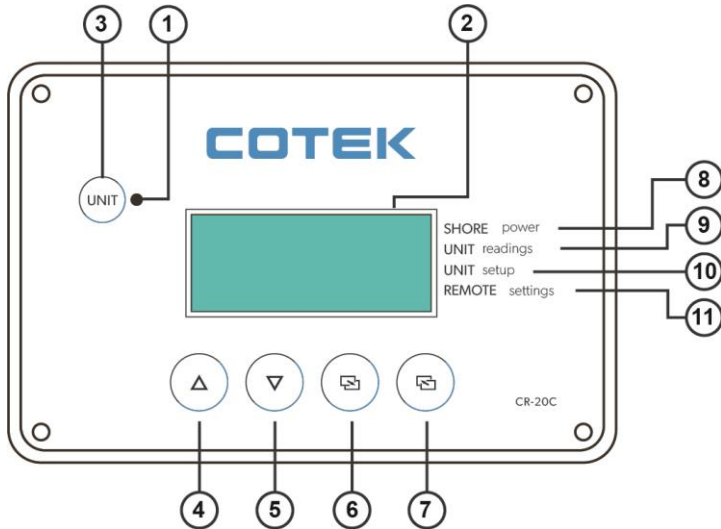 3
1
2
COTEK
UNIT
8
SHORE power
9
UNIT readings
10
UNIT setup
11
REMOTE settings
CR-20C
4
5
6
7